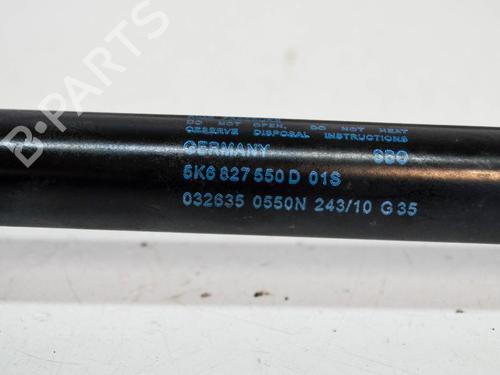 DO NOT OPEN. DO NOT HEAT
OBSERVE DISPOSAL INSTRUCTIONS
GERMANY
5K6 827 550 D 01S
032635 0550N 243/10 G 35
B-PARTS